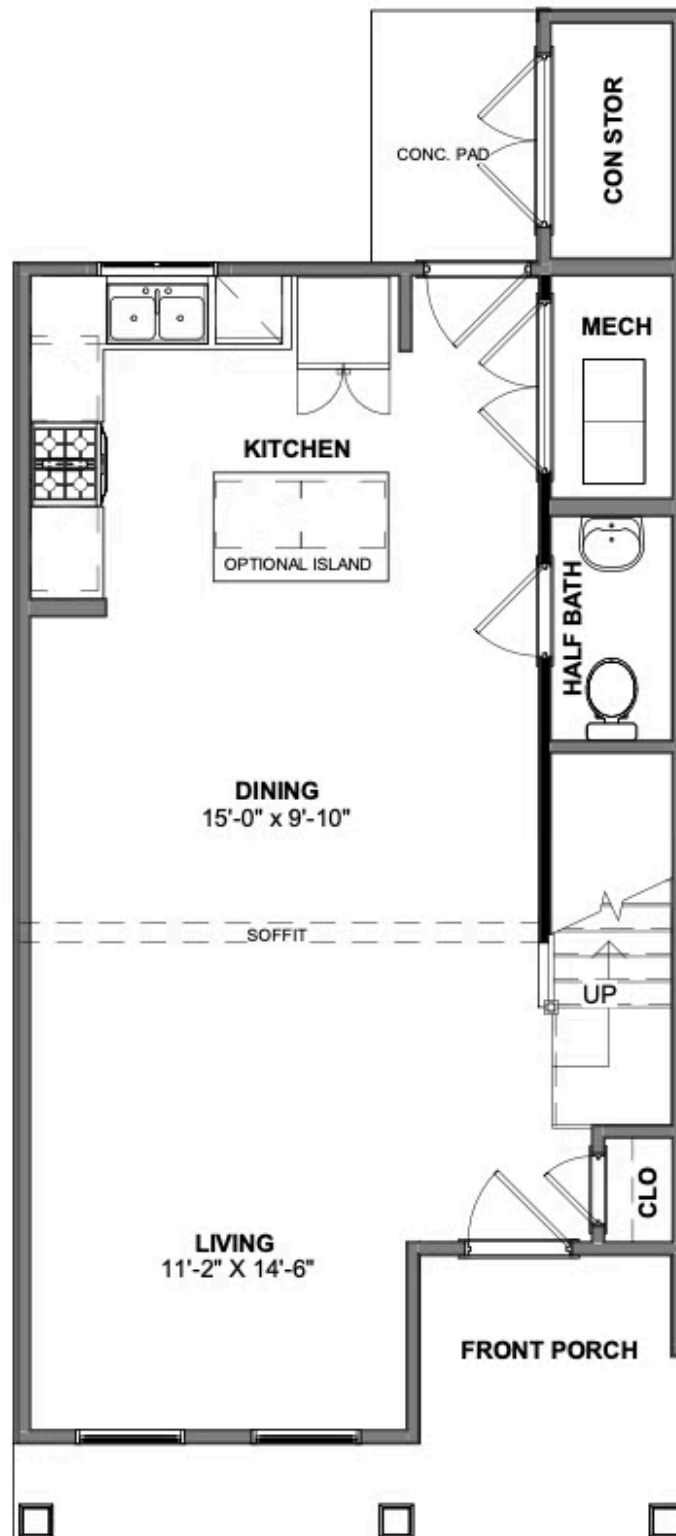 CON STOR
CONC. PAD
MECH
KITCHEN
OPTIONAL ISLAND
HALF BATH
DINING
15'-0" x 9'-10"
SOFFIT
UP
CLO
LIVING
11'-2" X 14'-6"
FRONT PORCH